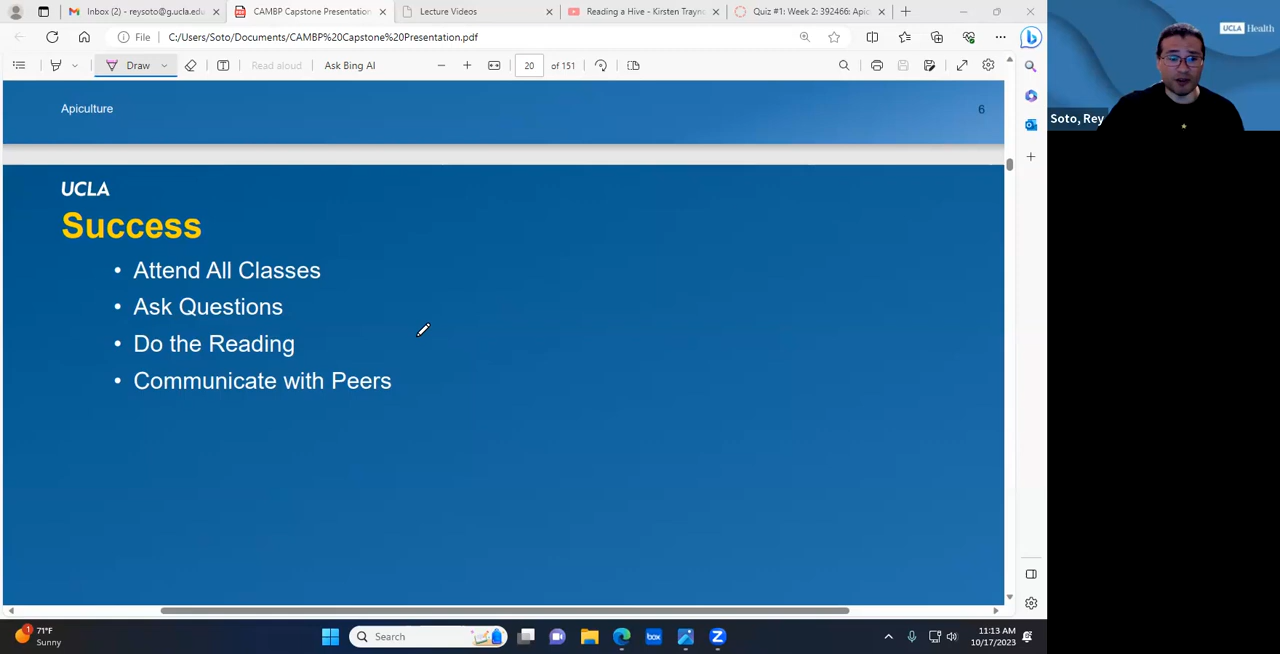 Inbox (2) - reysoto@g.ucla.edu
CAMBP Capstone Presentation
Lecture Videos
Reading a Hive - Kirsten Trayn
Quiz #1: Week 2: 392466: Apic
File
C:/Users/Soto/Documents/CAMBP%20Capstone%20Presentation.pdf
Draw
Read aloud
Ask Bing AI
20
of 151
Apiculture
6
UCLA
Success
• Attend All Classes
• Ask Questions
• Do the Reading
• Communicate with Peers
UCLA Health
Soto, Rey
1
71°F
Sunny
Search
box
11:13 AM
10/17/2023